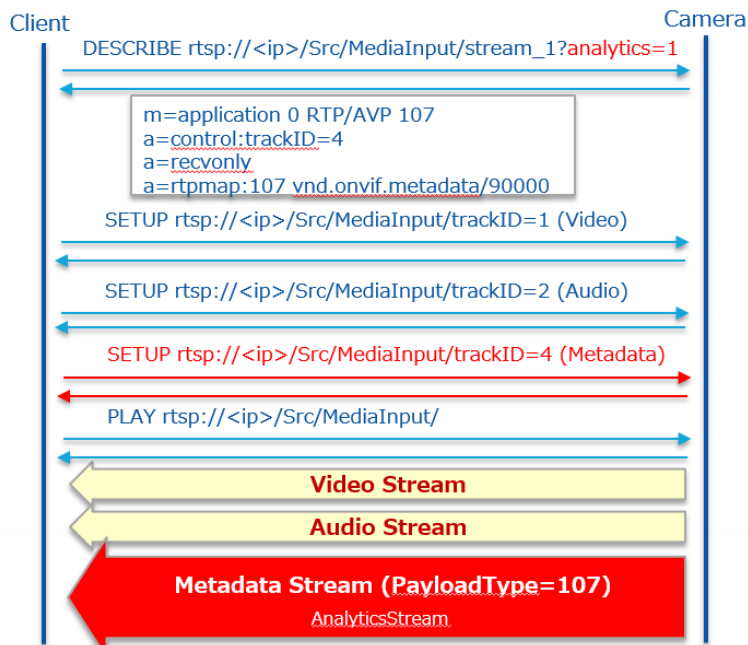 Client
Camera
DESCRIBE rtsp://<ip>/Src/MediaInput/stream_1?analytics=1
m=application 0 RTP/AVP 107
a=control:trackID=4
a=recvonly
a=rtpmap:107 vnd.onvif.metadata/90000
SETUP rtsp://<ip>/Src/MediaInput/trackID=1 (Video)
SETUP rtsp://<ip>/Src/MediaInput/trackID=2 (Audio)
SETUP rtsp://<ip>/Src/MediaInput/trackID=4 (Metadata)
PLAY rtsp://<ip>/Src/MediaInput/
Video Stream
Audio Stream
Metadata Stream (PayloadType=107)
AnalyticsStream